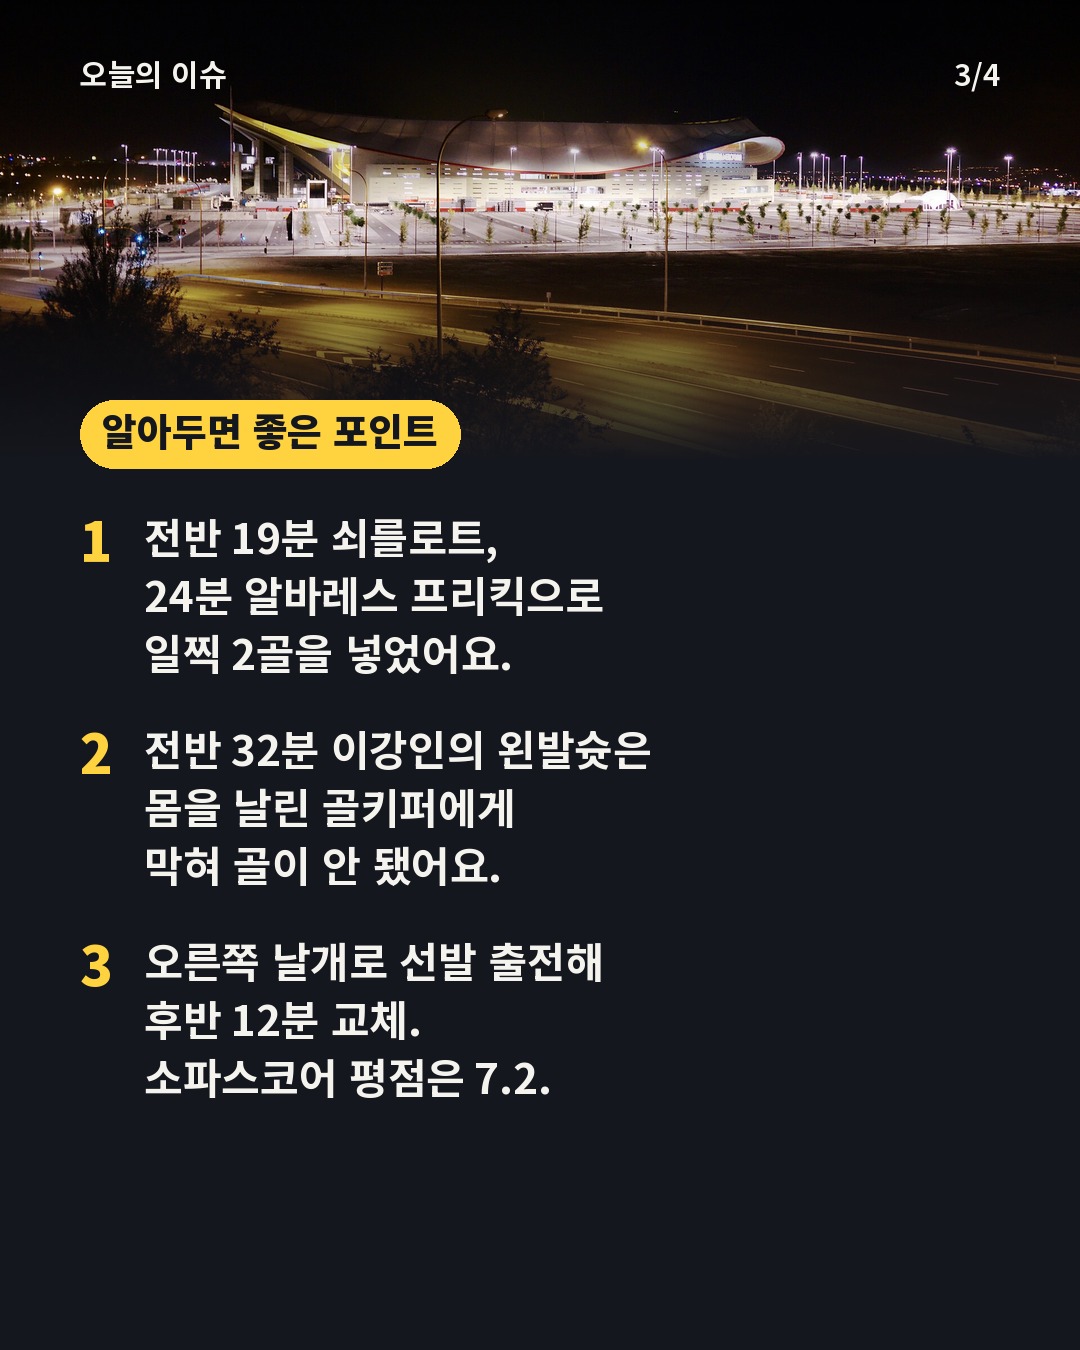 오늘의 이슈
3/4
알아두면 좋은 포인트
1 전반 19분 쇠를로트,
24분 알바레스 프리킥으로
일찍 2골을 넣었어요.
2 전반 32분 이강인의 왼발슛은
몸을 날린 골키퍼에게
막혀 골이 안 됐어요.
3 오른쪽 날개로 선발 출전해
후반 12분 교체.
소파스코어 평점은 7.2.